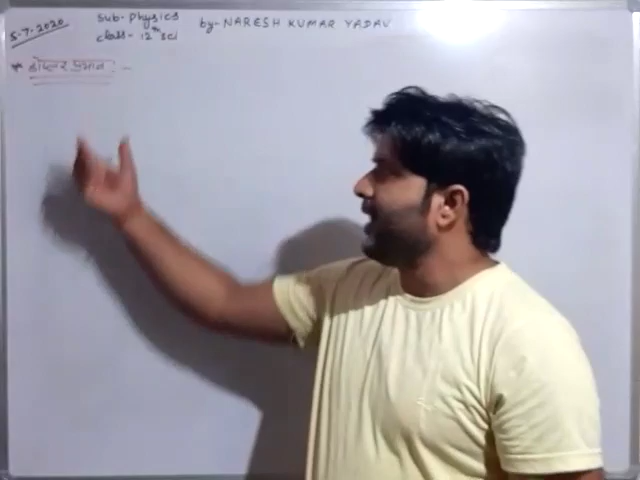 5-7-2020
Sub- Physics by- NARESH KUMAR YADAV
class- 12th sci
* डोप्लर प्रभाव : -